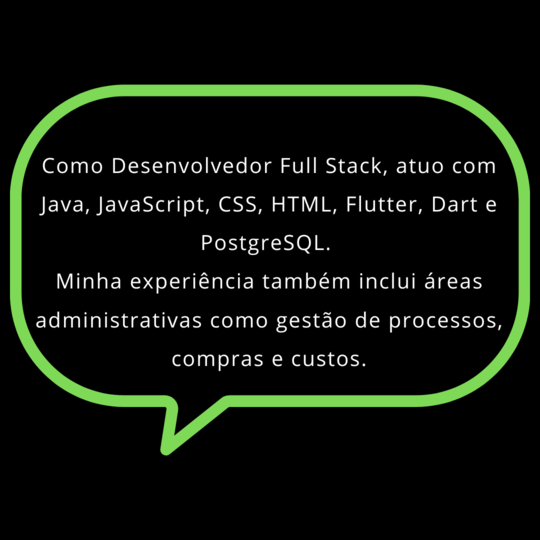 Como Desenvolvedor Full Stack, atuo com
Java, JavaScript, CSS, HTML, Flutter, Dart e
PostgreSQL.
Minha experiência também inclui áreas
administrativas como gestão de processos,
compras e custos.